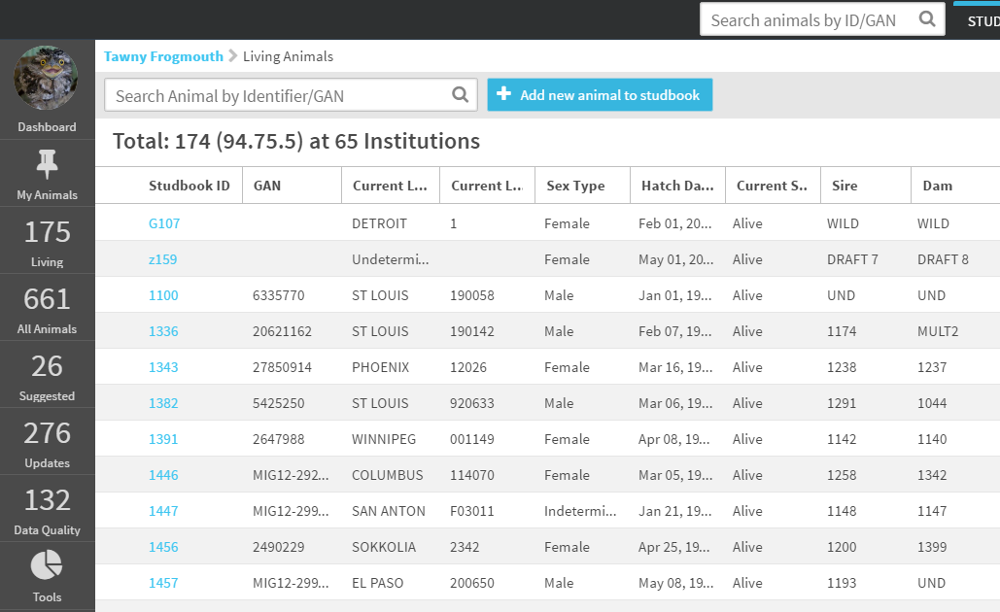 Search animals by ID/GAN
STUD
Tawny Frogmouth Living Animals
Search Animal by Identifier/GAN
Add new animal to studbook
Dashboard
My Animals
175
Living
661
All Animals
26
Suggested
276
Updates
132
Data Quality
Tools
Total: 174 (94.75.5) at 65 Institutions
Studbook ID GAN Current L... Current L.. Sex Type Hatch Da... Current S.. Sire Dam
G107 DETROIT 1 Female Feb 01, 20... Alive WILD WILD
z159 Undetermi... Female May 01, 20... Alive DRAFT 7 DRAFT 8
1100 6335770 ST LOUIS 190058 Male Jan 01, 19... Alive UND UND
1336 20621162 ST LOUIS 190142 Male Feb 07, 19... Alive 1174 MULT2
1343 27850914 PHOENIX 12026 Female Mar 16, 19... Alive 1238 1237
1382 5425250 ST LOUIS 920633 Male Mar 06, 19... Alive 1291 1044
1391 2647988 WINNIPEG 001149 Female Apr 08, 19... Alive 1142 1140
1446 MIG12-292... COLUMBUS 114070 Female Mar 05, 19... Alive 1258 1342
1447 MIG12-299... SAN ANTON F03011 Indetermi... Jan 21, 19... Alive 1148 1147
1456 2490229 SOKKOLIA 2342 Female Apr 25, 19... Alive 1200 1399
1457 MIG12-299... EL PASO 200650 Male May 08, 19... Alive 1193 UND